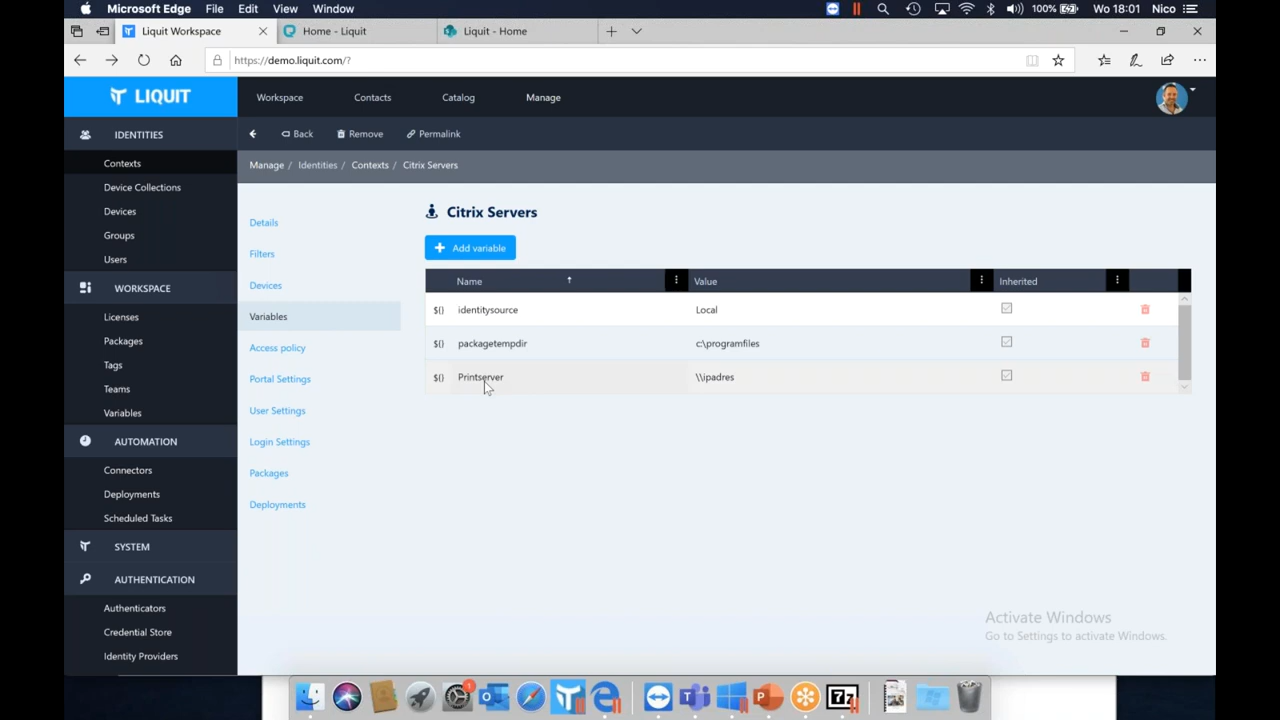 Microsoft Edge File Edit View Window 100% Wo 18:01 Nico
Liquit Workspace Home - Liquit Liquit - Home
https://demo.liquit.com/?
LIQUIT Workspace Contacts Catalog Manage
IDENTITIES Back Remove Permalink
Contexts Manage / Identities / Contexts / Citrix Servers
Device Collections
Devices
Groups
Users
WORKSPACE
Licenses
Packages
Tags
Teams
Variables
AUTOMATION
Connectors
Deployments
Scheduled Tasks
SYSTEM
AUTHENTICATION
Authenticators
Credential Store
Identity Providers
Details
Filters
Devices
Variables
Access policy
Portal Settings
User Settings
Login Settings
Packages
Deployments
Citrix Servers
+ Add variable
Name Value Inherited
${} identitysource Local
${} packagetempdir c:\programfiles
${} Printserver \\ipadres
Activate Windows
Go to Settings to activate Windows.
1
77